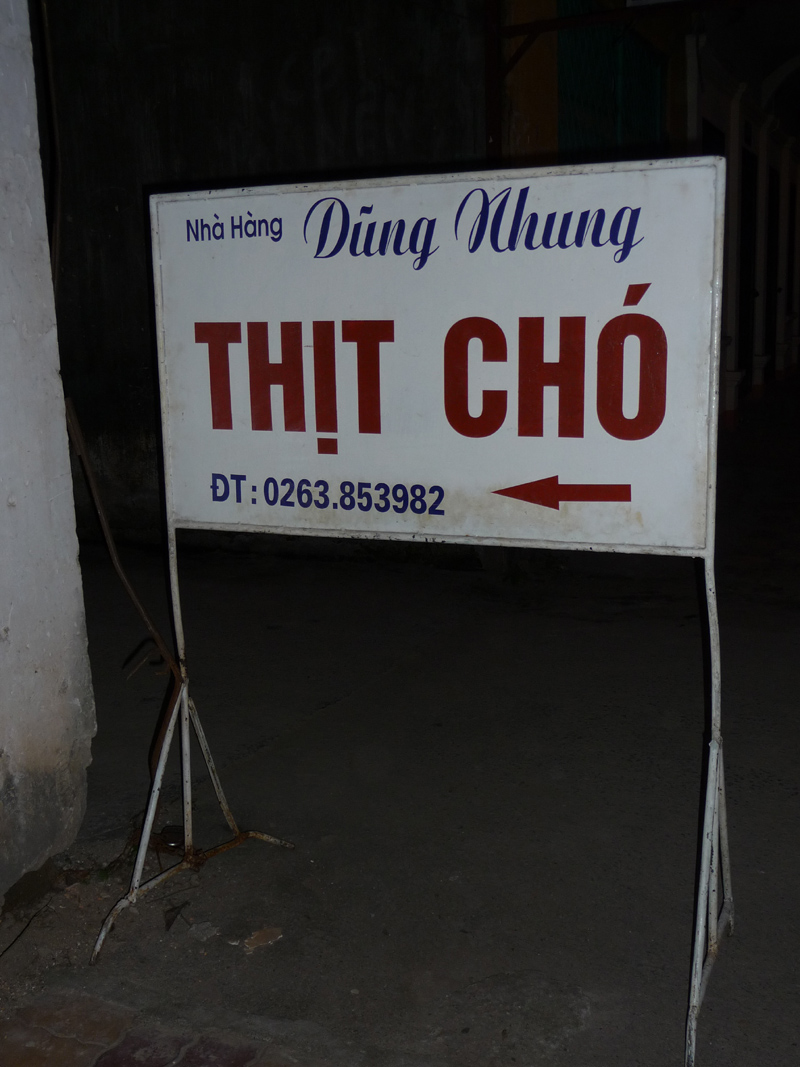 Nhà Hàng Dũng Nhung
THỊT CHÓ
ĐT: 0263.853982